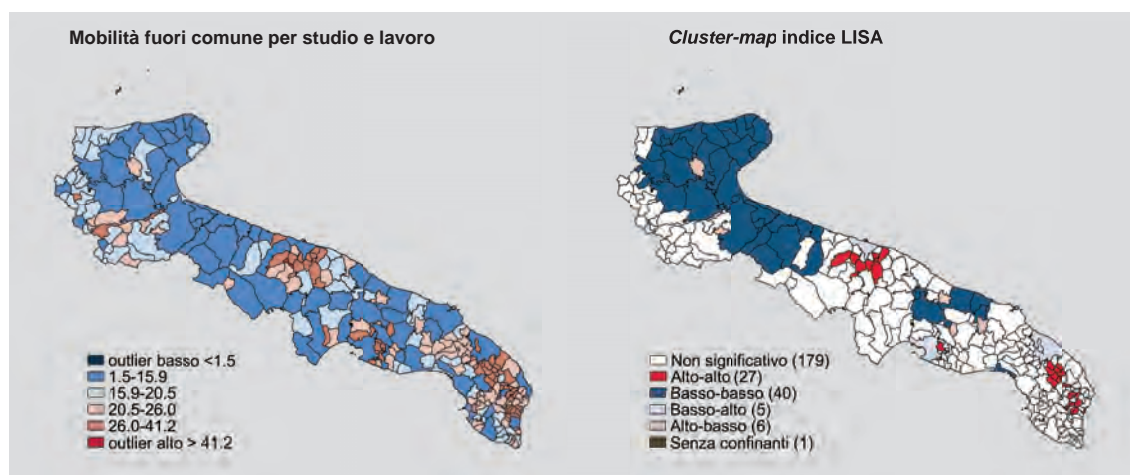 Mobilità fuori comune per studio e lavoro
outlier basso <1.5
1.5-15.9
15.9-20.5
20.5-26.0
26.0-41.2
outlier alto > 41.2
Cluster-map indice LISA
Non significativo (179)
Alto-alto (27)
Basso-basso (40)
Basso-alto (5)
Alto-basso (6)
Senza confinanti (1)